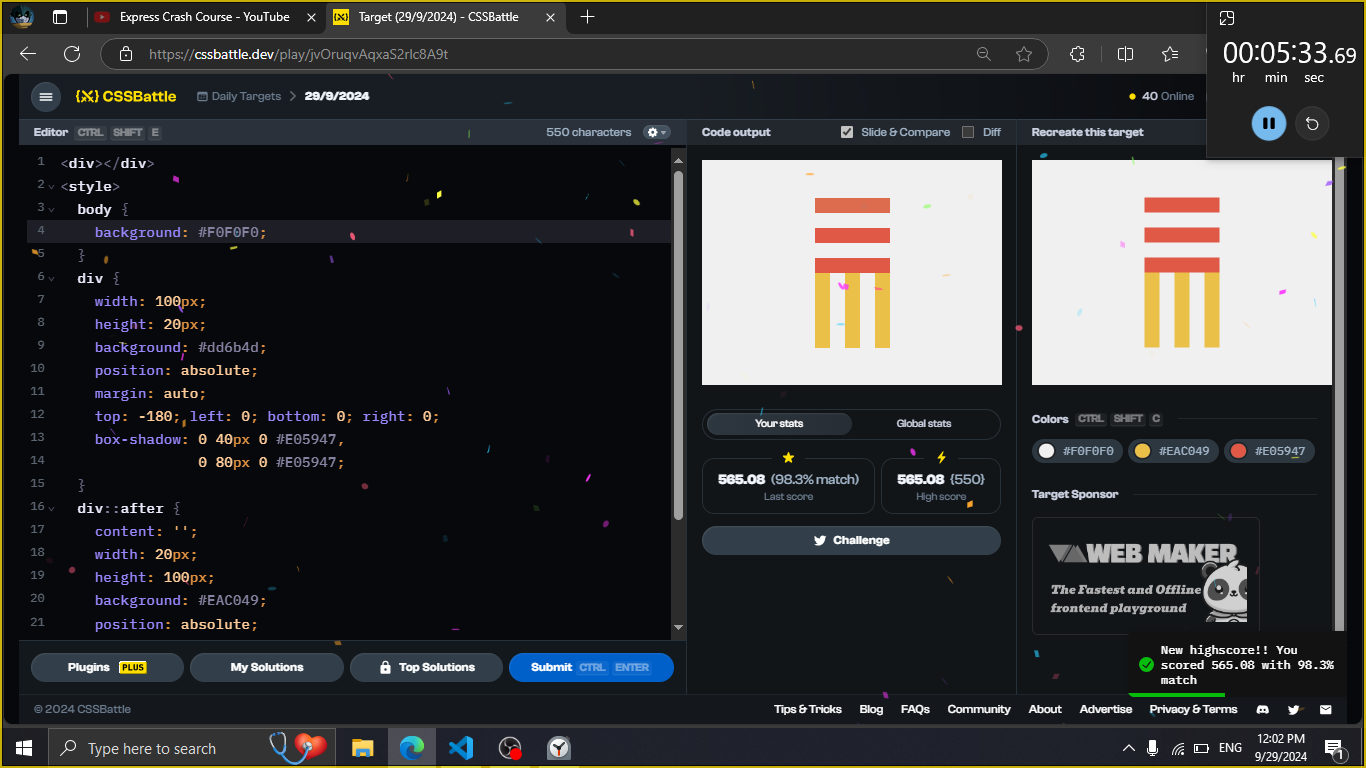 Express Crash Course - YouTube
Target (29/9/2024) - CSSBattle
https://cssbattle.dev/play/jvOruqvAqxaS2rIc8A9t
00:05:33.69
hr min sec
CSSBattle
Daily Targets
29/9/2024
40 Online
Editor CTRL SHIFT E
550 characters
Code output
Slide & Compare
Diff
Recreate this target
1 <div></div>
2 <style>
3 body {
4 background: #F0F0F0;
5 }
6 div {
7 width: 100px;
8 height: 20px;
9 background: #dd6b4d;
10 position: absolute;
11 margin: auto;
12 top: -180; left: 0; bottom: 0; right: 0;
13 box-shadow: 0 40px 0 #E05947,
14 0 80px 0 #E05947;
15 }
16 div::after {
17 content: '';
18 width: 20px;
19 height: 100px;
20 background: #EAC049;
21 position: absolute;
Your stats
Global stats
565.08 (98.3% match)
Last score
565.08 {550}
High score
Challenge
Colors CTRL SHIFT C
#F0F0F0
#EAC049
#E05947
Target Sponsor
WEB MAKER
The Fastest and Offline
frontend playground
New highscore!! You
scored 565.08 with 98.3%
match
Plugins PLUS
My Solutions
Top Solutions
Submit CTRL ENTER
© 2024 CSSBattle
Tips & Tricks
Blog
FAQs
Community
About
Advertise
Privacy & Terms
Type here to search
ENG
12:02 PM
9/29/2024
1